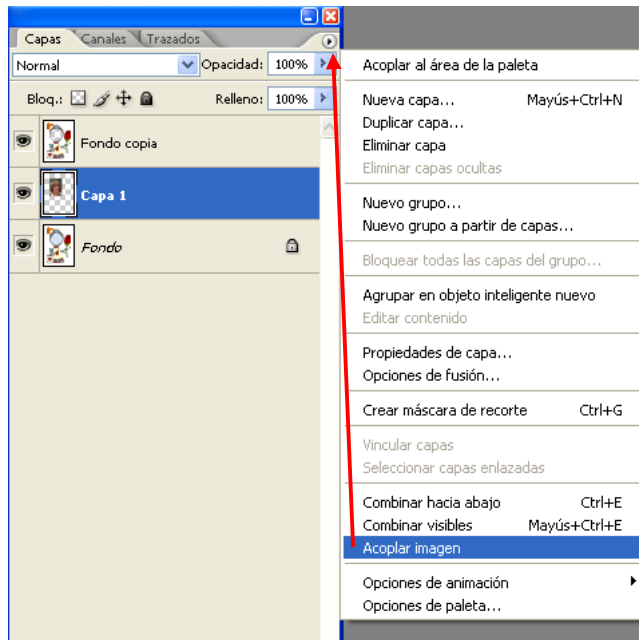 Capas Canales Trazados
Normal Opacidad: 100%
Bloq.: Relleno: 100%
Fondo copia
Capa 1
Fondo
Acoplar al área de la paleta
Nueva capa... Mayús+Ctrl+N
Duplicar capa...
Eliminar capa
Eliminar capas ocultas
Nuevo grupo...
Nuevo grupo a partir de capas...
Bloquear todas las capas del grupo...
Agrupar en objeto inteligente nuevo
Editar contenido
Propiedades de capa...
Opciones de fusión...
Crear máscara de recorte Ctrl+G
Vincular capas
Seleccionar capas enlazadas
Combinar hacia abajo Ctrl+E
Combinar visibles Mayús+Ctrl+E
Acoplar imagen
Opciones de animación
Opciones de paleta...